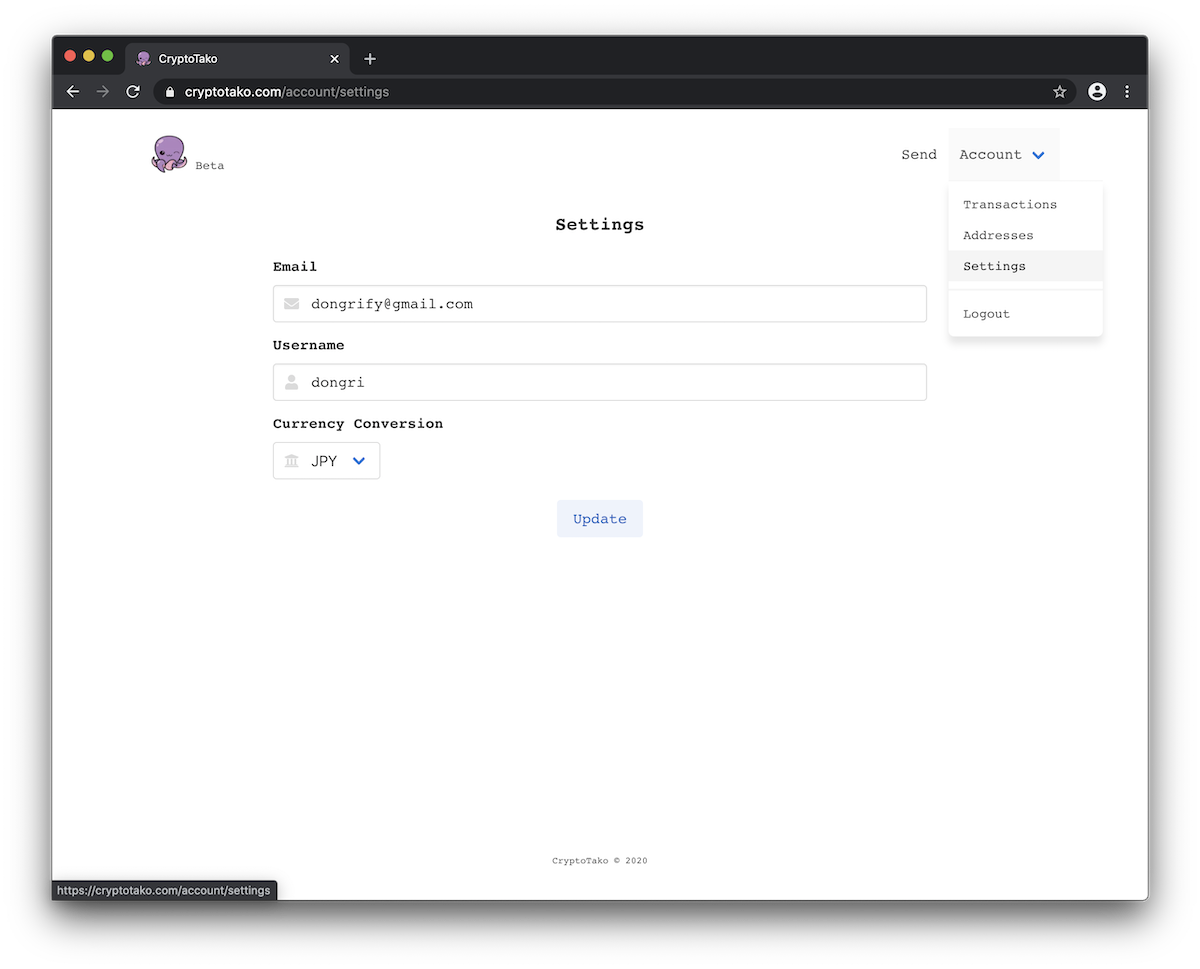 CryptoTako
cryptotako.com/account/settings
Beta
Send
Account
Transactions
Addresses
Settings
Logout
Settings
Email
dongrify@gmail.com
Username
dongri
Currency Conversion
JPY
Update
CryptoTako © 2020
https://cryptotako.com/account/settings